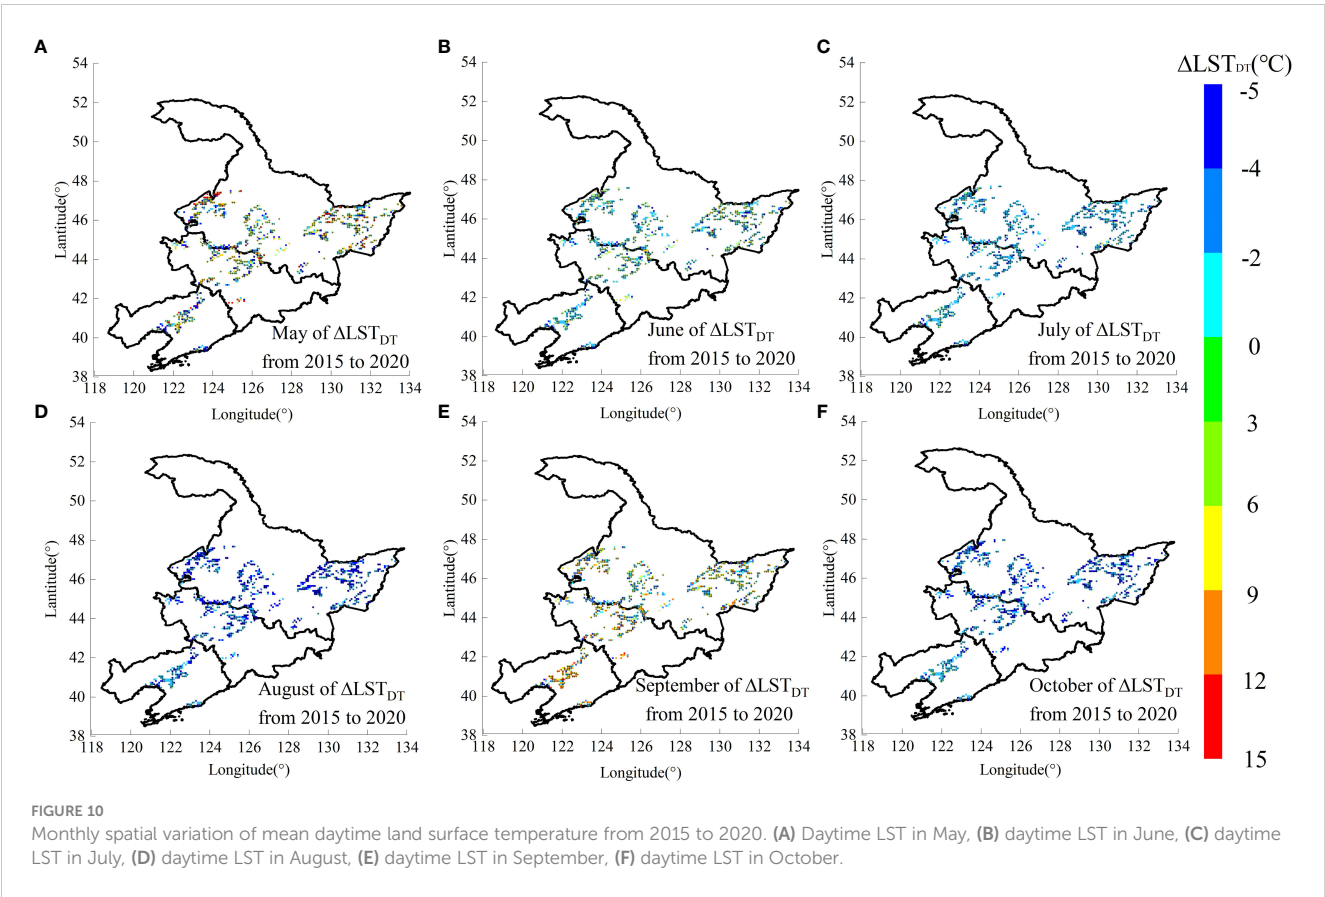 A
54
52
50
48
46
44
42
40
38
Lantitude(°)
118 120 122 124 126 128 130 132 134
Longitude(°)
May of ΔLST_DT
from 2015 to 2020
B
54
52
50
48
46
44
42
40
38
Lantitude(°)
118 120 122 124 126 128 130 132 134
Longitude(°)
June of ΔLST_DT
from 2015 to 2020
C
54
52
50
48
46
44
42
40
38
Lantitude(°)
118 120 122 124 126 128 130 132 134
July of ΔLST_DT
from 2015 to 2020
ΔLST_DT(°C)
-5
-4
-2
0
3
6
9
12
15
D
54
52
50
48
46
44
42
40
38
Lantitude(°)
118 120 122 124 126 128 130 132 134
Longitude(°)
August of ΔLST_DT
from 2015 to 2020
E
54
52
50
48
46
44
42
40
38
Lantitude(°)
118 120 122 124 126 128 130 132 134
Longitude(°)
September of ΔLST_DT
from 2015 to 2020
F
54
52
50
48
46
44
42
40
38
Lantitude(°)
118 120 122 124 126 128 130 132 134
Longitude(°)
October of ΔLST_DT
from 2015 to 2020
FIGURE 10
Monthly spatial variation of mean daytime land surface temperature from 2015 to 2020. (A) Daytime LST in May, (B) daytime LST in June, (C) daytime
LST in July, (D) daytime LST in August, (E) daytime LST in September, (F) daytime LST in October.